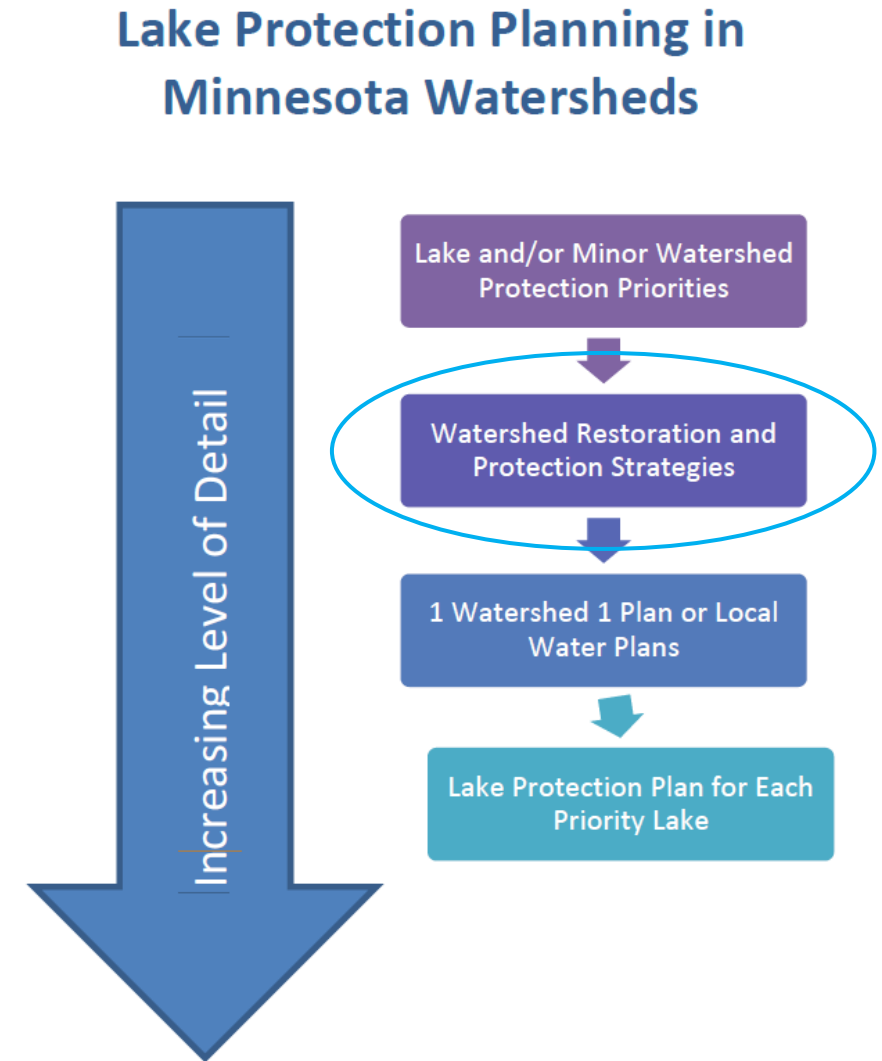 Lake Protection Planning in
Minnesota Watersheds
Increasing Level of Detail
Lake and/or Minor Watershed
Protection Priorities
Watershed Restoration and
Protection Strategies
1 Watershed 1 Plan or Local
Water Plans
Lake Protection Plan for Each
Priority Lake